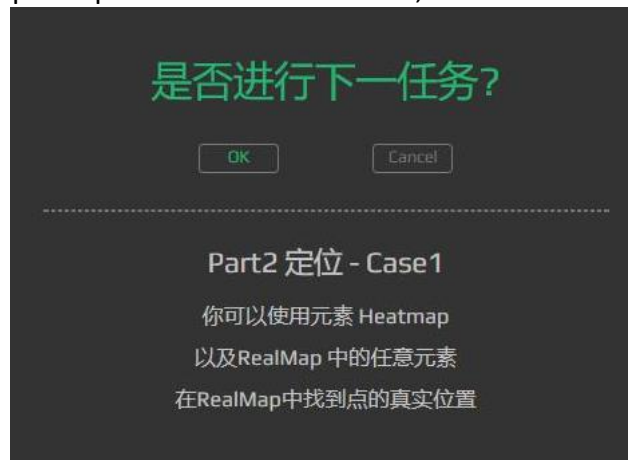 是否进行下一任务?
OK Cancel
Part2 定位 - Case1
你可以使用元素 Heatmap
以及RealMap 中的任意元素
在RealMap中找到点的真实位置